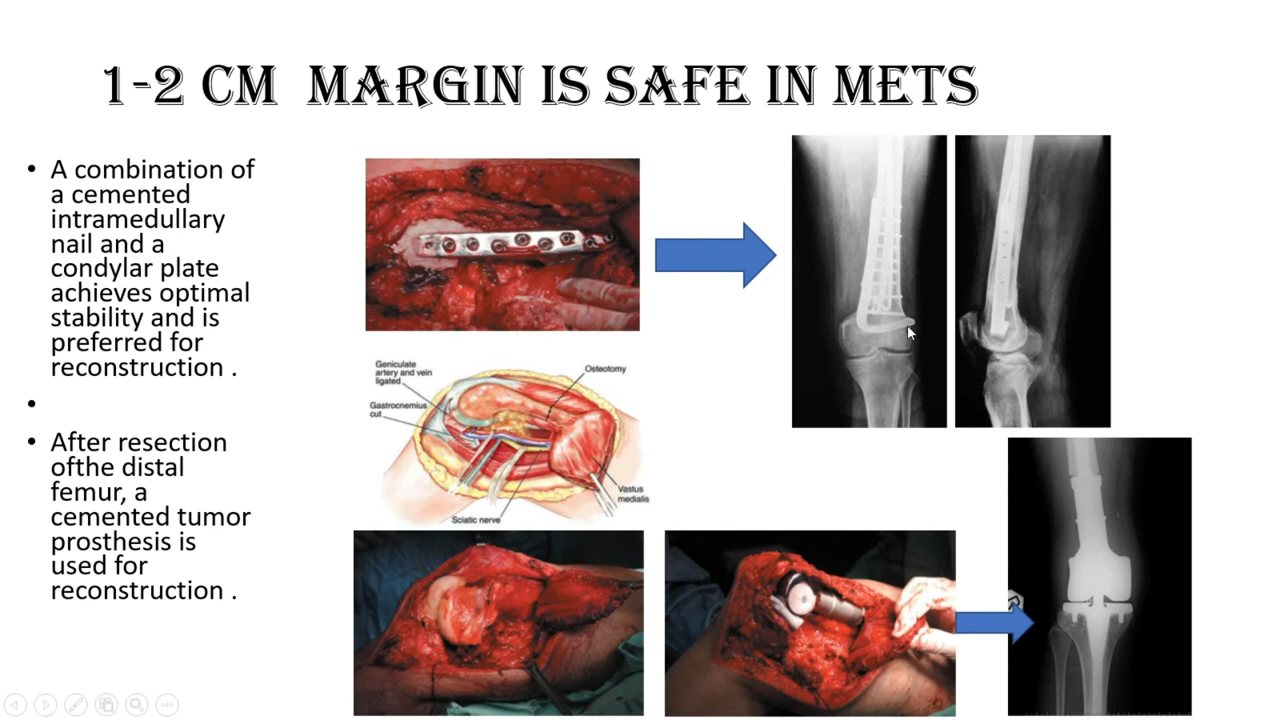 1-2 CM MARGIN IS SAFE IN METS
• A combination of
a cemented
intramedullary
nail and a
condylar plate
achieves optimal
stability and is
preferred for
reconstruction .
•
• After resection
ofthe distal
femur, a
cemented tumor
prosthesis is
used for
reconstruction .
Geniculate
artery and vein
ligated
Gastrocnemius
cut
Osteotomy
Vastus
medialis
Sciatic nerve